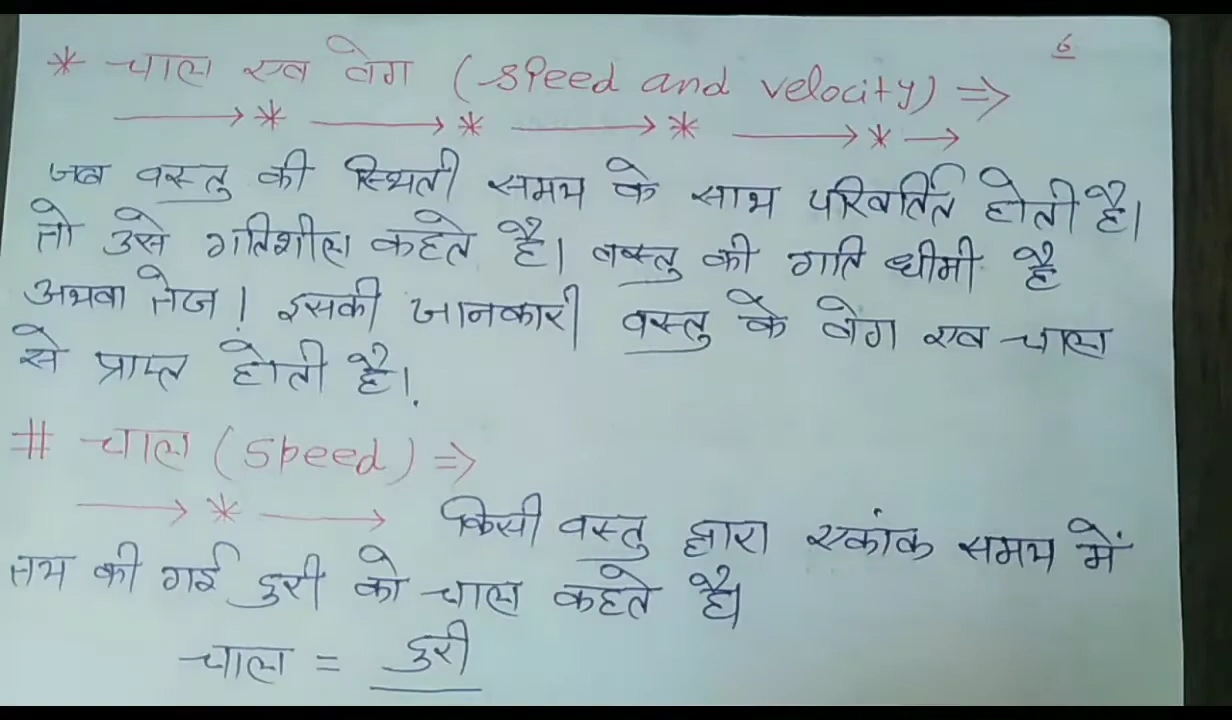 6
* चाल एव वेग (speed and velocity) ⇒
⟶ * ⟶ * ⟶ * ⟶ * →
जब वस्तु की स्थिती समय के साथ परिवर्तित होती है।
तो उसे गतिशील कहते है। वस्तु की गति धीमी है
अथवा तेज। इसकी जानकारी वस्तु के वेग एव चाल
से प्राप्त होती है।
# चाल (speed) ⇒
⟶ * ⟶ किसी वस्तु द्वारा एकांक समय में
तय की गई दुरी को चाल कहते है।
चाल = दुरी